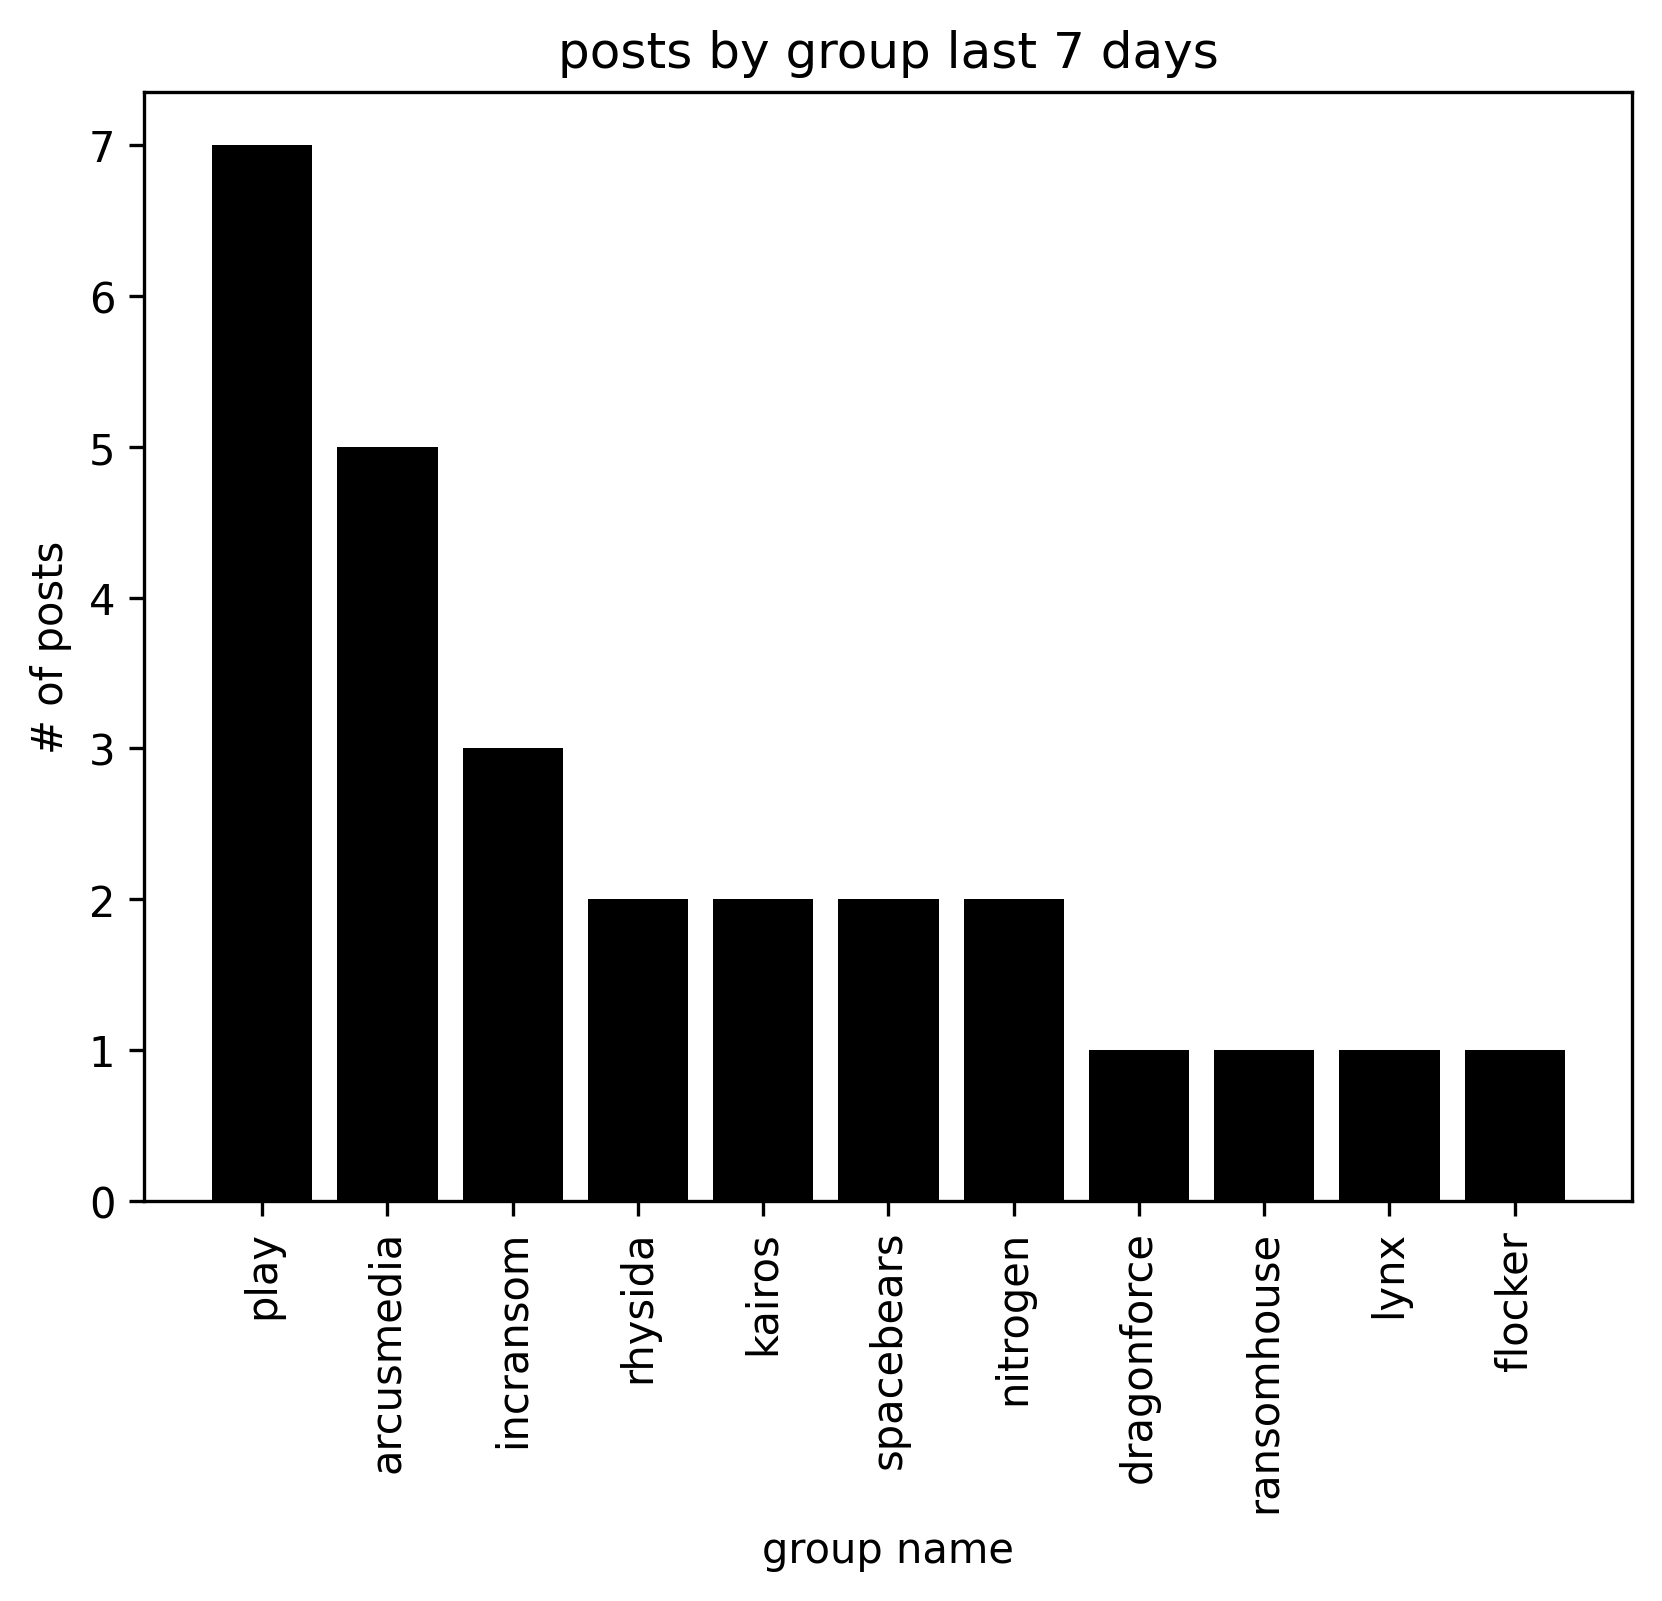 posts by group last 7 days
# of posts
7
6
5
4
3
2
1
0
play
arcusmedia
incransom
rhysida
kairos
spacebears
nitrogen
dragonforce
ransomhouse
lynx
flocker
group name